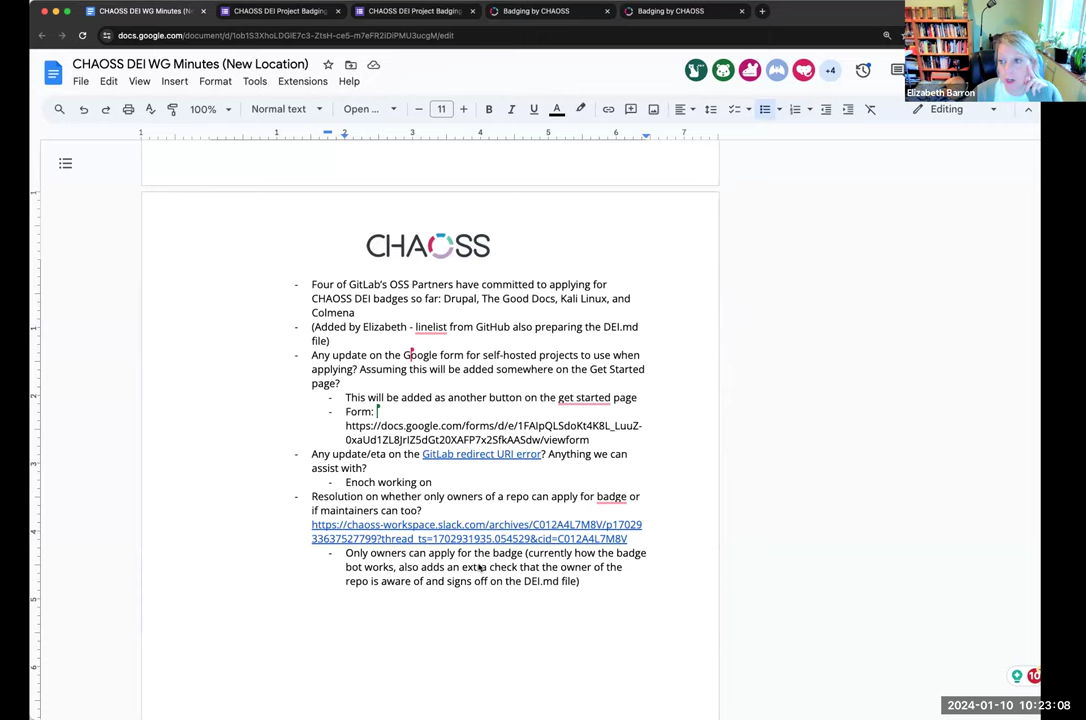 CHAOSS DEI WG Minutes (N
CHAOSS DEI Project Badging
CHAOSS DEI Project Badging
Badging by CHAOSS
Badging by CHAOSS
docs.google.com/document/d/1ob1S3XhoLDGIE7c3-ZtsH-ce5-m7eFR2iDiPMU3ucgM/edit
CHAOSS DEI WG Minutes (New Location)
File Edit View Insert Format Tools Extensions Help
+4
Elizabeth Barron
100% Normal text Open ... 11 Editing
1 1 2 3 4 5 6 7
CHAOSS
- Four of GitLab's OSS Partners have committed to applying for
CHAOSS DEI badges so far: Drupal, The Good Docs, Kali Linux, and
Colmena
- (Added by Elizabeth - linelist from GitHub also preparing the DEI.md
file)
- Any update on the Google form for self-hosted projects to use when
applying? Assuming this will be added somewhere on the Get Started
page?
- This will be added as another button on the get started page
- Form:
https://docs.google.com/forms/d/e/1FAIpQLSdoKt4K8L_LuuZ-
0xaUd1ZL8JrIZ5dGt20XAFP7x2SfkAASdw/viewform
- Any update/eta on the GitLab redirect URI error? Anything we can
assist with?
- Enoch working on
- Resolution on whether only owners of a repo can apply for badge or
if maintainers can too?
https://chaoss-workspace.slack.com/archives/C012A4L7M8V/p17029
33637527799?thread_ts=1702931935.054529&cid=C012A4L7M8V
- Only owners can apply for the badge (currently how the badge
bot works, also adds an extra check that the owner of the
repo is aware of and signs off on the DEI.md file)
10
2024-01-10 10:23:08